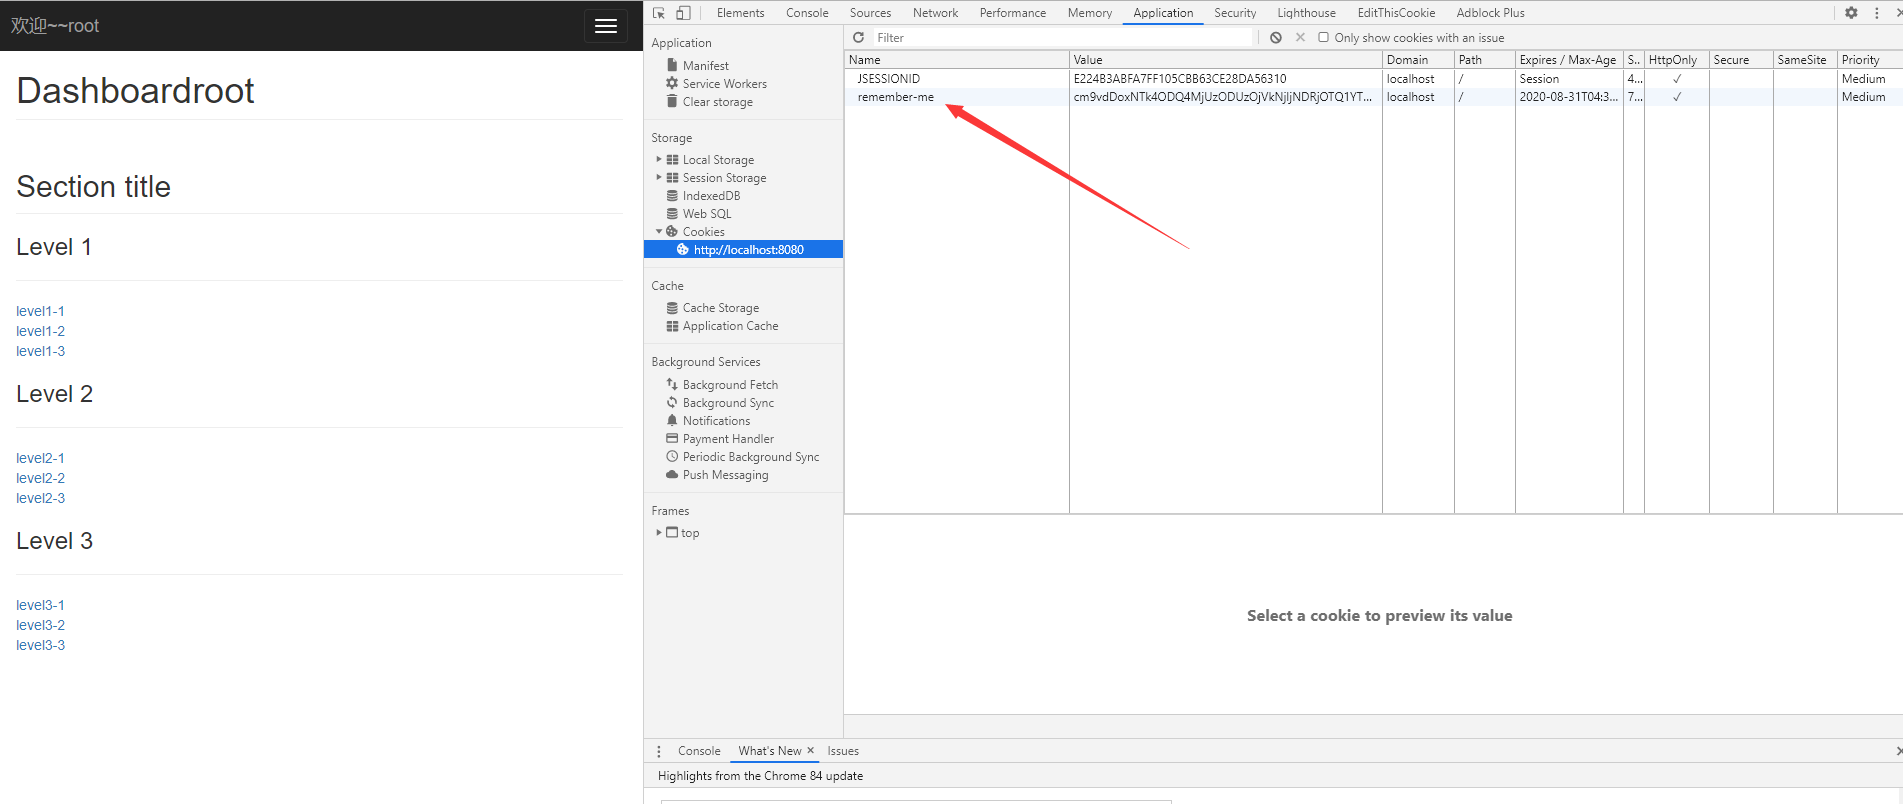 欢迎~~root
Dashboardroot
Section title
Level 1
level1-1
level1-2
level1-3
Level 2
level2-1
level2-2
level2-3
Level 3
level3-1
level3-2
level3-3
Elements Console Sources Network Performance Memory Application Security Lighthouse EditThisCookie Adblock Plus
Application
Manifest
Service Workers
Clear storage
Storage
Local Storage
Session Storage
IndexedDB
Web SQL
Cookies
http://localhost:8080
Cache
Cache Storage
Application Cache
Background Services
Background Fetch
Background Sync
Notifications
Payment Handler
Periodic Background Sync
Push Messaging
Frames
top
Filter
Only show cookies with an issue
Name Value Domain Path Expires / Max-Age S.. HttpOnly Secure SameSite Priority
JSESSIONID E224B3ABFA7FF105CBB63CE28DA56310 localhost / Session 4... ✓ Medium
remember-me cm9vdDoxNTk4ODQ4MjUzODUzOjVkNjljNDRjOTQ1YT... localhost / 2020-08-31T04:3... 7... ✓ Medium
Select a cookie to preview its value
Console What's New × Issues
Highlights from the Chrome 84 update